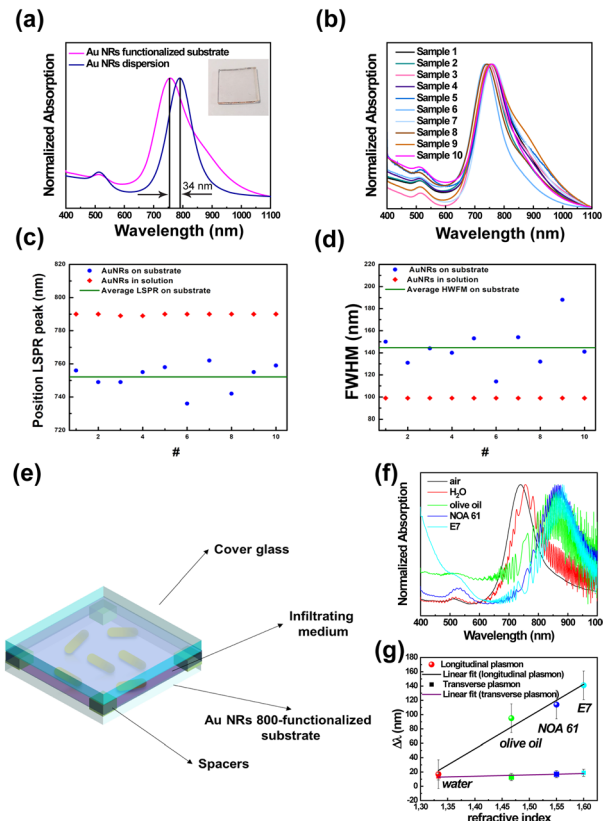 (a)
Au NRs functionalized substrate
Au NRs dispersion
34 nm
Normalized Absorption
400 500 600 700 800 900 1000 1100
Wavelength (nm)
(b)
Sample 1
Sample 2
Sample 3
Sample 4
Sample 5
Sample 6
Sample 7
Sample 8
Sample 9
Sample 10
Normalized Absorption
400 500 600 700 800 900 1000 1100
Wavelength (nm)
(c)
AuNRs on substrate
AuNRs in solution
Average LSPR on substrate
Position LSPR peak (nm)
820
800
780
760
740
720
2 4 6 8 10
#
(d)
AuNRs on substrate
AuNRs in solution
Average HWFM on substrate
FWHM (nm)
220
200
180
160
140
120
100
80
2 4 6 8 10
#
(e)
Cover glass
Infiltrating
medium
Au NRs 800-functionalized
substrate
Spacers
(f)
air
H2O
olive oil
NOA 61
E7
Normalized Absorption
400 500 600 700 800 900 100
Wavelength (nm)
(g)
Longitudinal plasmon
Linear fit (longitudinal plasmon)
Transverse plasmon
Linear fit (transverse plasmon)
Δλ (nm)
180
160
140
120
100
80
60
40
20
0
E7
NOA 61
olive oil
water
1,30 1,35 1,40 1,45 1,50 1,55 1,60
refractive index